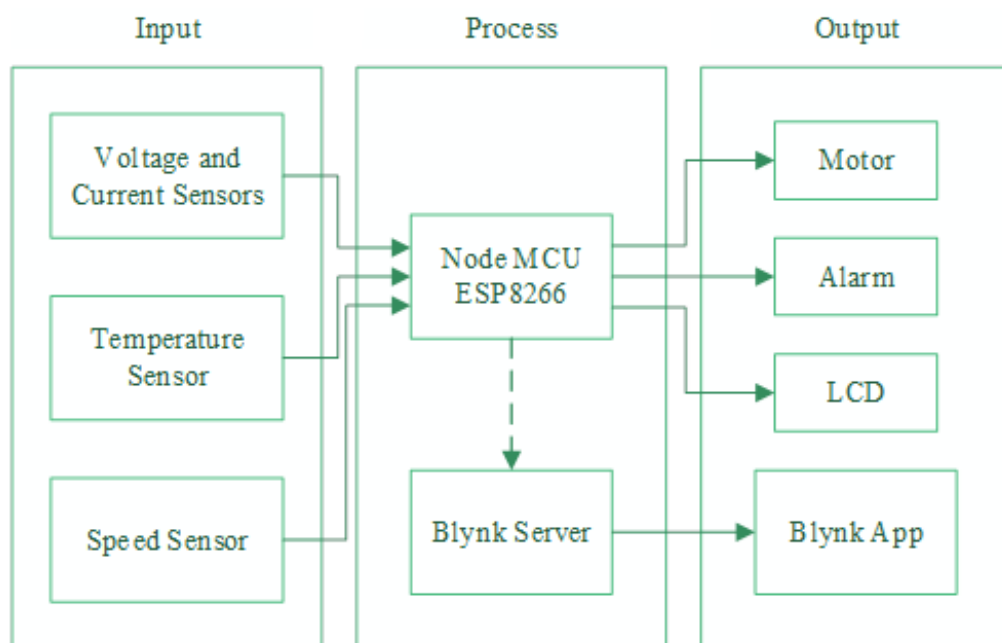 Input
Process
Output
Voltage and
Current Sensors
Temperature
Sensor
Speed Sensor
Node MCU
ESP8266
Blynk Server
Motor
Alarm
LCD
Blynk App